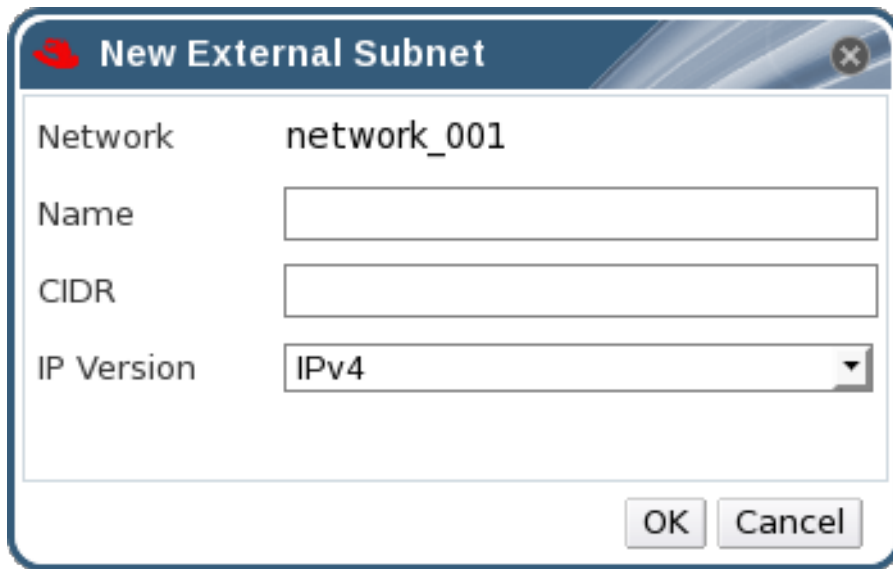 New External Subnet
Network network_001
Name
CIDR
IP Version IPv4
OK Cancel